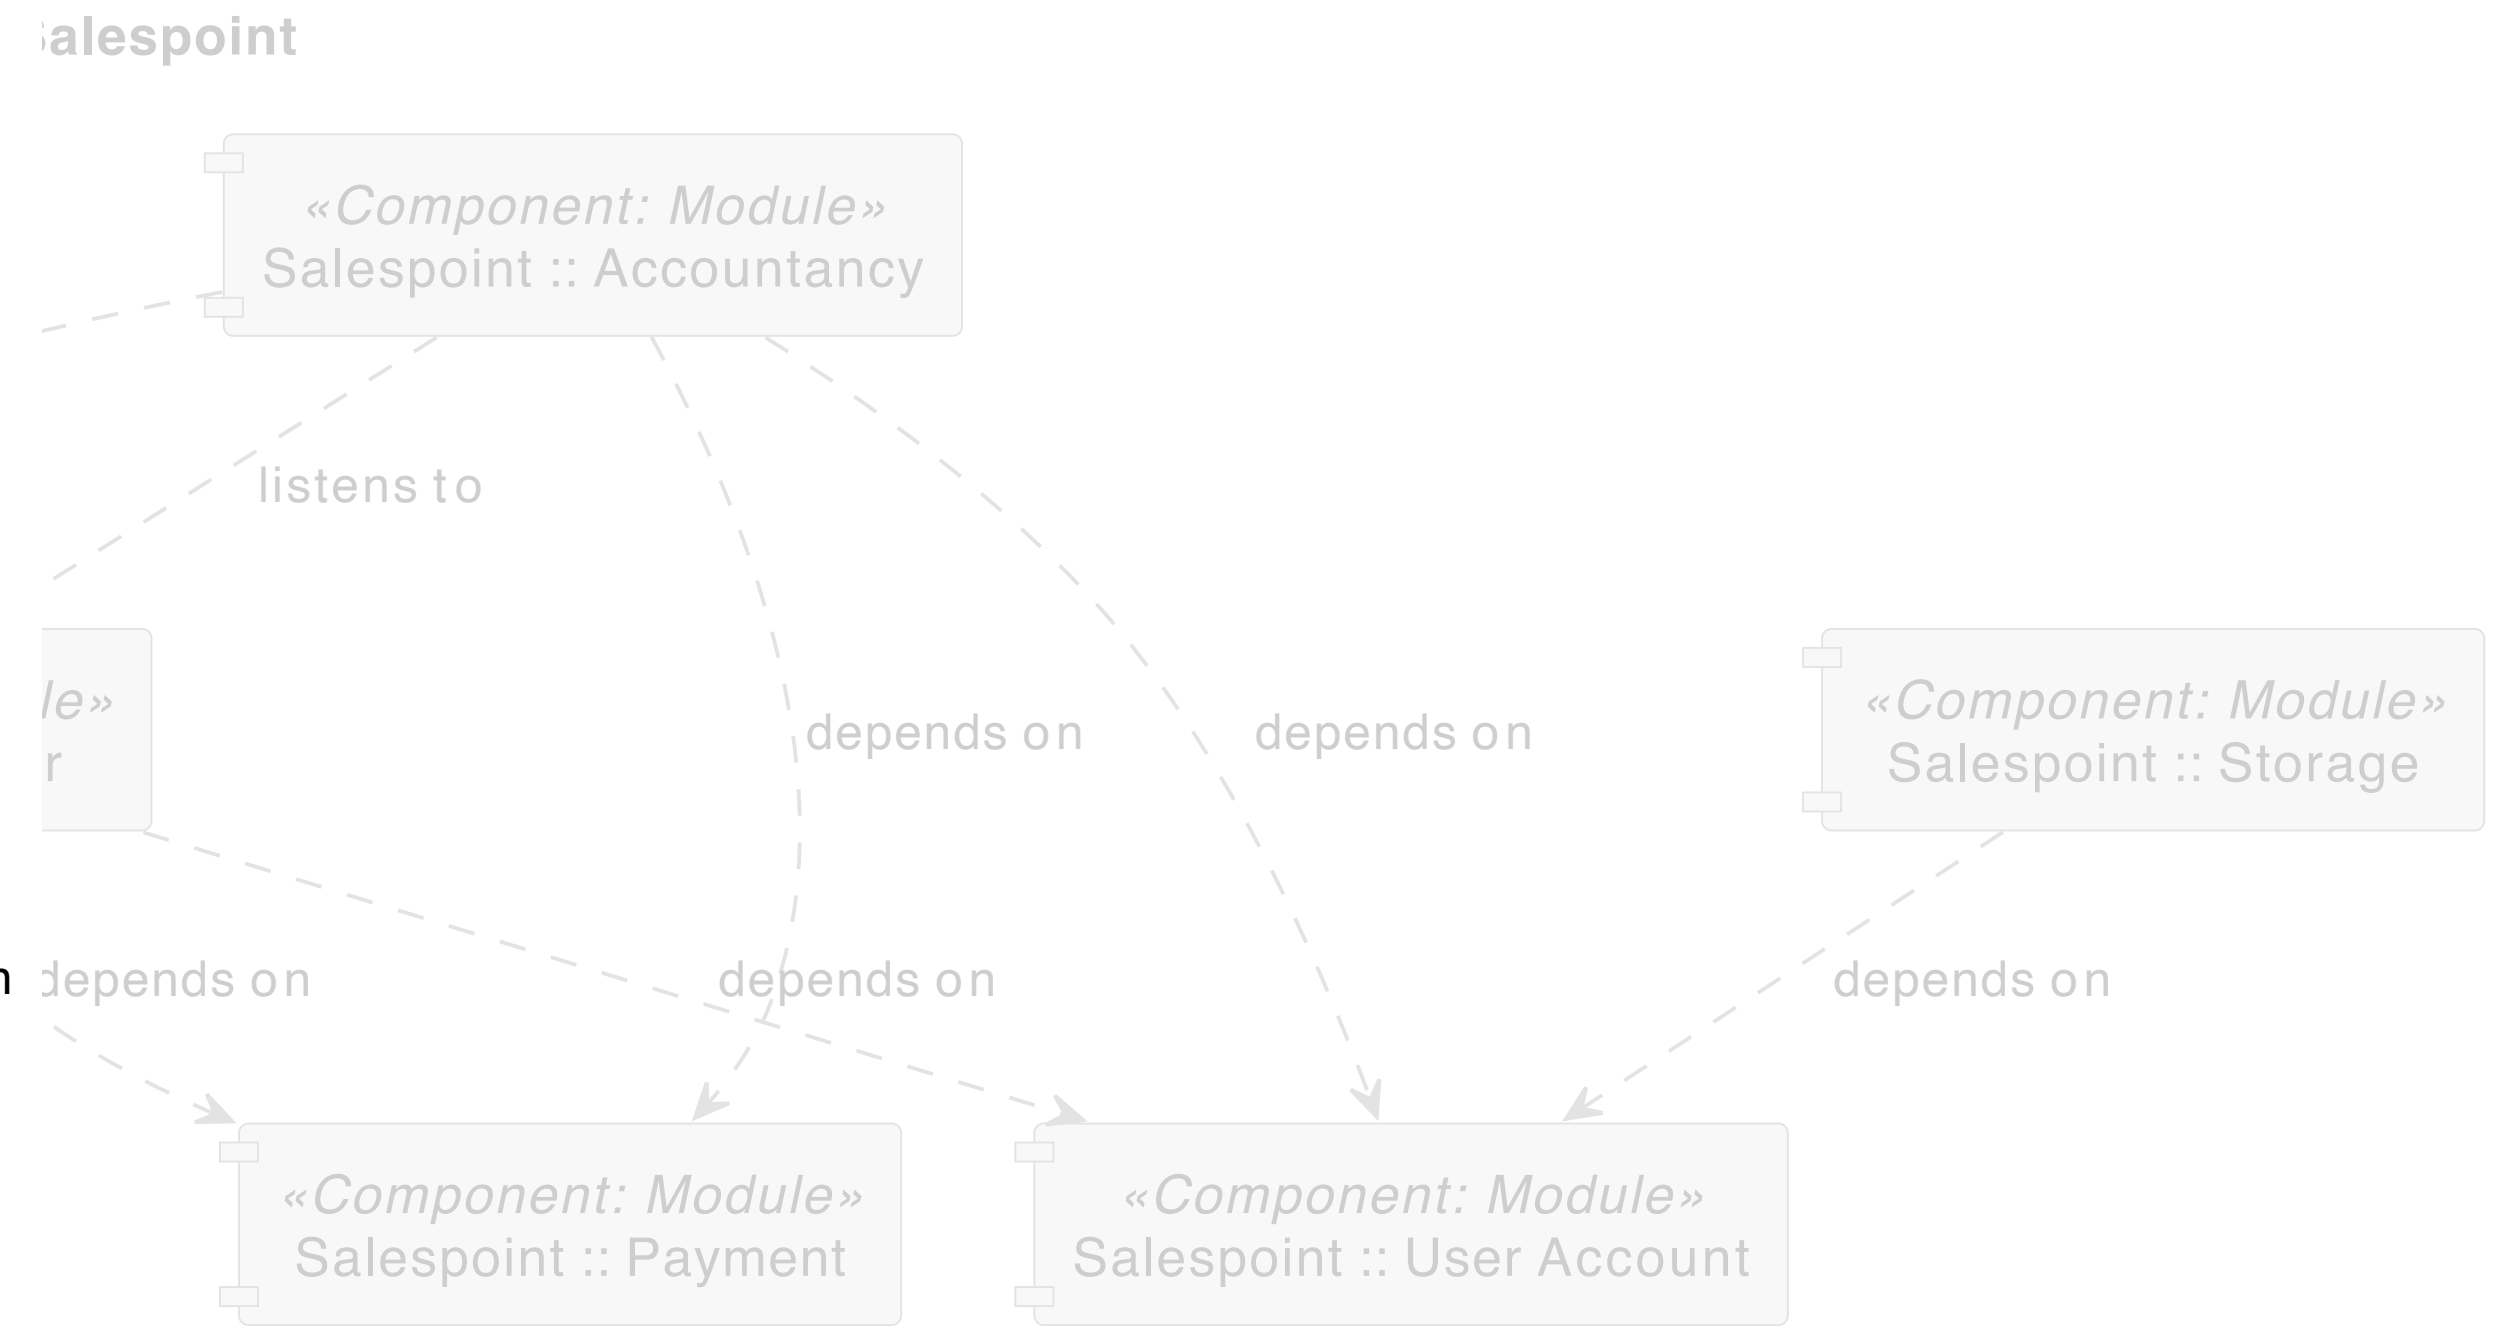 Salespoint
«Component: Module»
Salespoint :: Accountancy
listens to
le»
r
depends on
depends on
«Component: Module»
Salespoint :: Storage
n
depends on
depends on
depends on
«Component: Module»
Salespoint :: Payment
«Component: Module»
Salespoint :: User Account